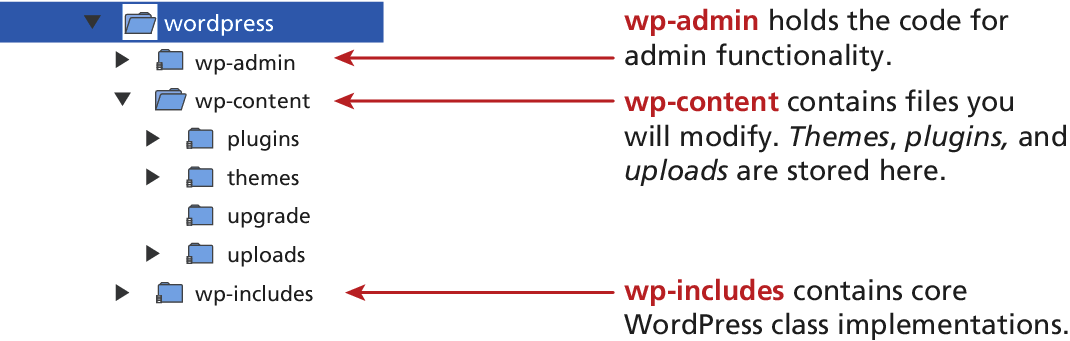 wordpress
wp-admin
wp-content
plugins
themes
upgrade
uploads
wp-includes
wp-admin holds the code for
admin functionality.
wp-content contains files you
will modify. Themes, plugins, and
uploads are stored here.
wp-includes contains core
WordPress class implementations.